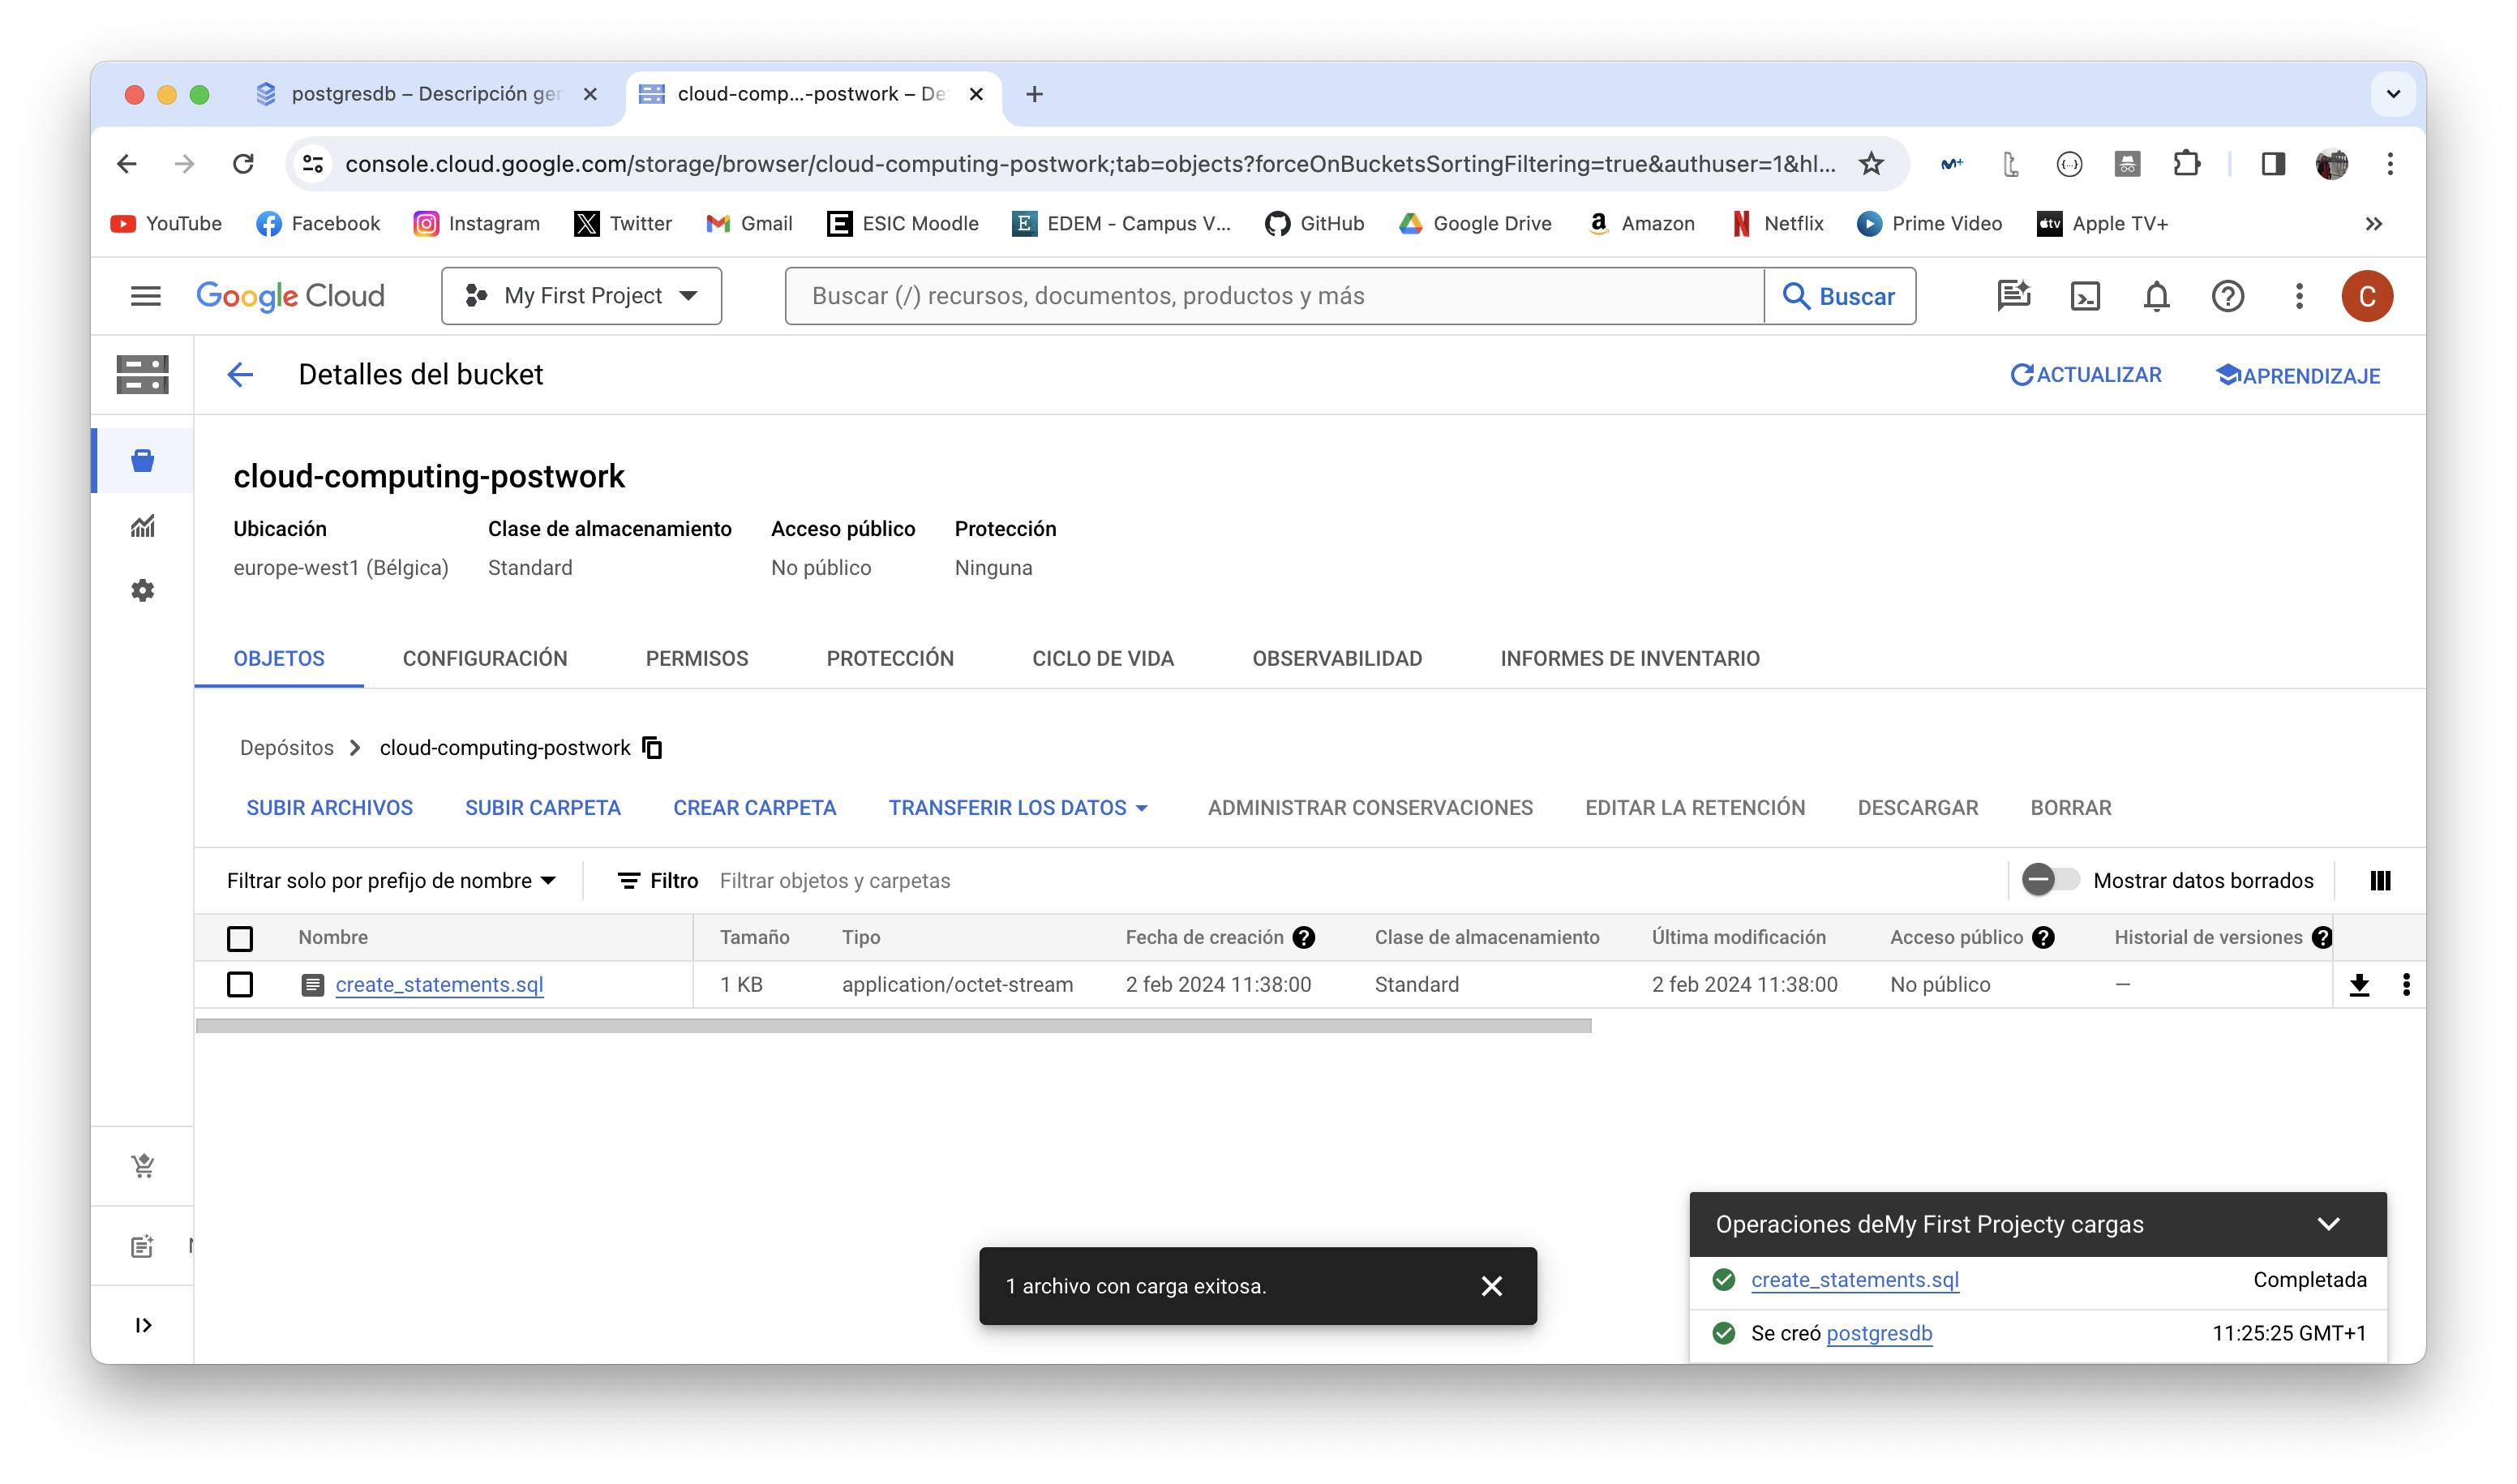 postgresdb – Descripción ger
cloud-comp...-postwork – De
console.cloud.google.com/storage/browser/cloud-computing-postwork;tab=objects?forceOnBucketsSortingFiltering=true&authuser=1&hl...
YouTube Facebook Instagram Twitter Gmail ESIC Moodle EDEM - Campus V... GitHub Google Drive Amazon Netflix Prime Video Apple TV+
Google Cloud My First Project Buscar (/) recursos, documentos, productos y más Buscar C
Detalles del bucket ACTUALIZAR APRENDIZAJE
cloud-computing-postwork
Ubicación Clase de almacenamiento Acceso público Protección
europe-west1 (Bélgica) Standard No público Ninguna
OBJETOS CONFIGURACIÓN PERMISOS PROTECCIÓN CICLO DE VIDA OBSERVABILIDAD INFORMES DE INVENTARIO
Depósitos cloud-computing-postwork
SUBIR ARCHIVOS SUBIR CARPETA CREAR CARPETA TRANSFERIR LOS DATOS ADMINISTRAR CONSERVACIONES EDITAR LA RETENCIÓN DESCARGAR BORRAR
Filtrar solo por prefijo de nombre Filtro Filtrar objetos y carpetas Mostrar datos borrados
Nombre Tamaño Tipo Fecha de creación Clase de almacenamiento Última modificación Acceso público Historial de versiones
create_statements.sql 1 KB application/octet-stream 2 feb 2024 11:38:00 Standard 2 feb 2024 11:38:00 No público —
1 archivo con carga exitosa.
Operaciones deMy First Projecty cargas
create_statements.sql Completada
Se creó postgresdb 11:25:25 GMT+1